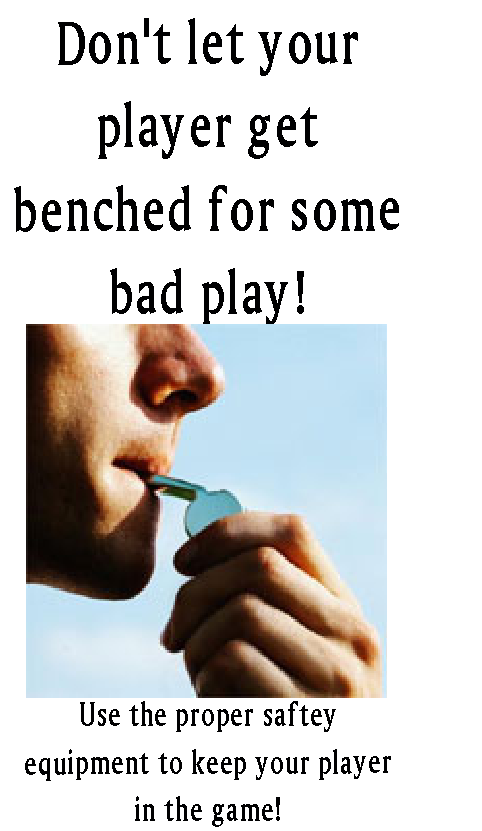 Don't let your
player get
benched for some
bad play!
Use the proper saftey
equipment to keep your player
in the game!